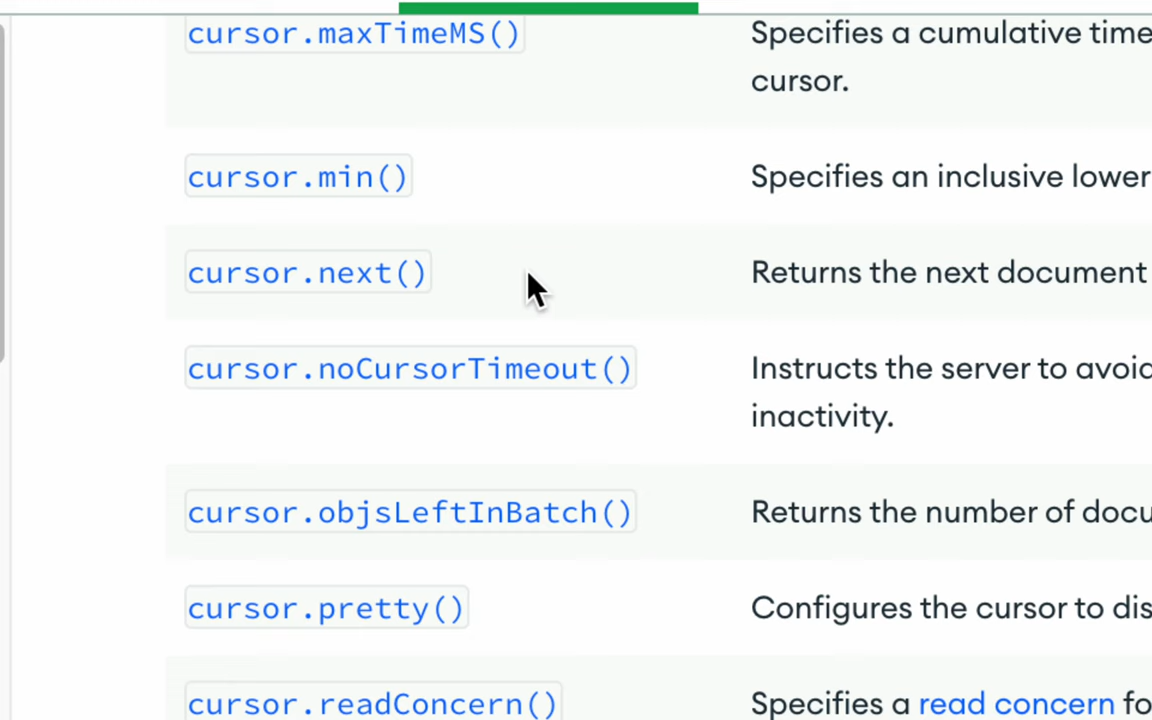 cursor.maxTimeMS() Specifies a cumulative time
cursor.
cursor.min() Specifies an inclusive lower
cursor.next() Returns the next document
cursor.noCursorTimeout() Instructs the server to avoid
inactivity.
cursor.objsLeftInBatch() Returns the number of docu
cursor.pretty() Configures the cursor to dis
cursor.readConcern() Specifies a read concern fo